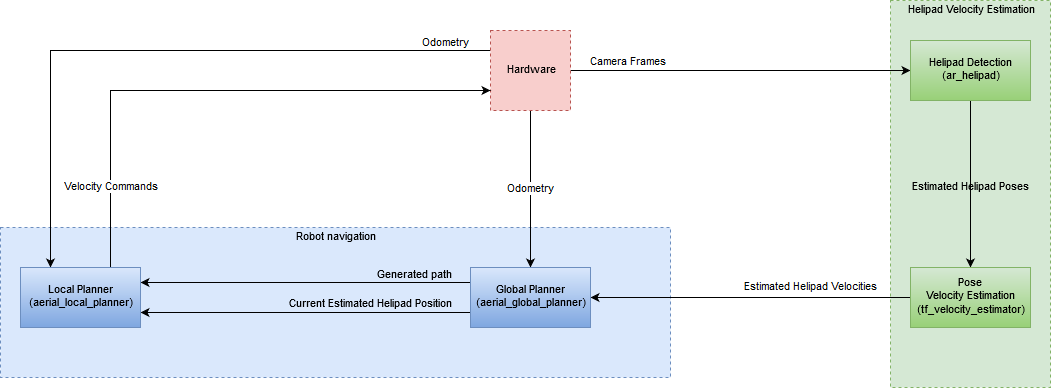 Helipad Velocity Estimation
Odometry
Hardware
Camera Frames
Helipad Detection
(ar_helipad)
Velocity Commands
Odometry
Estimated Helipad Poses
Robot navigation
Local Planner
(aerial_local_planner)
Generated path
Current Estimated Helipad Position
Global Planner
(aerial_global_planner)
Estimated Helipad Velocities
Pose
Velocity Estimation
(tf_velocity_estimator)